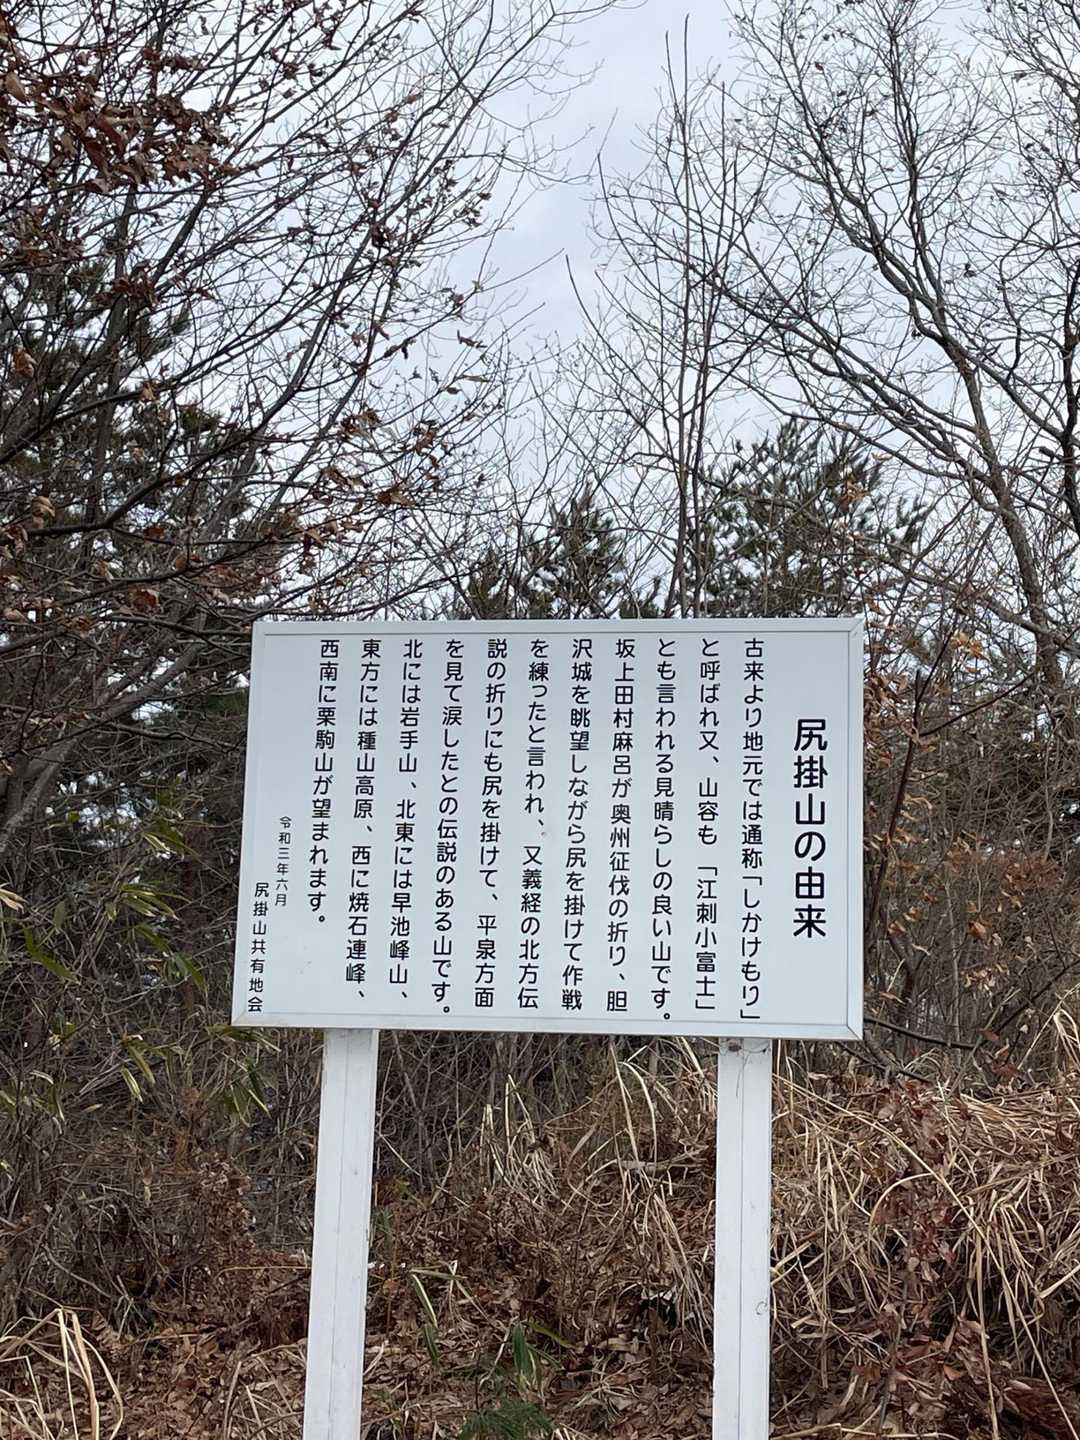 尻掛山の由来
古来より地元では通称「しかけもり」
と呼ばれ又、山容も「江刺小富士」
とも言われる見晴らしの良い山です。
坂上田村麻呂が奥州征伐の折り、胆
沢城を眺望しながら尻を掛けて作戦
を練ったと言われ、又義経の北方伝
説の折りにも尻を掛けて、平泉方面
を見て涙したとの伝説のある山です。
北には岩手山、北東には早池峰山、
東方には種山高原、西に焼石連峰、
西南に栗駒山が望まれます。
令和三年六月
尻掛山共有地会